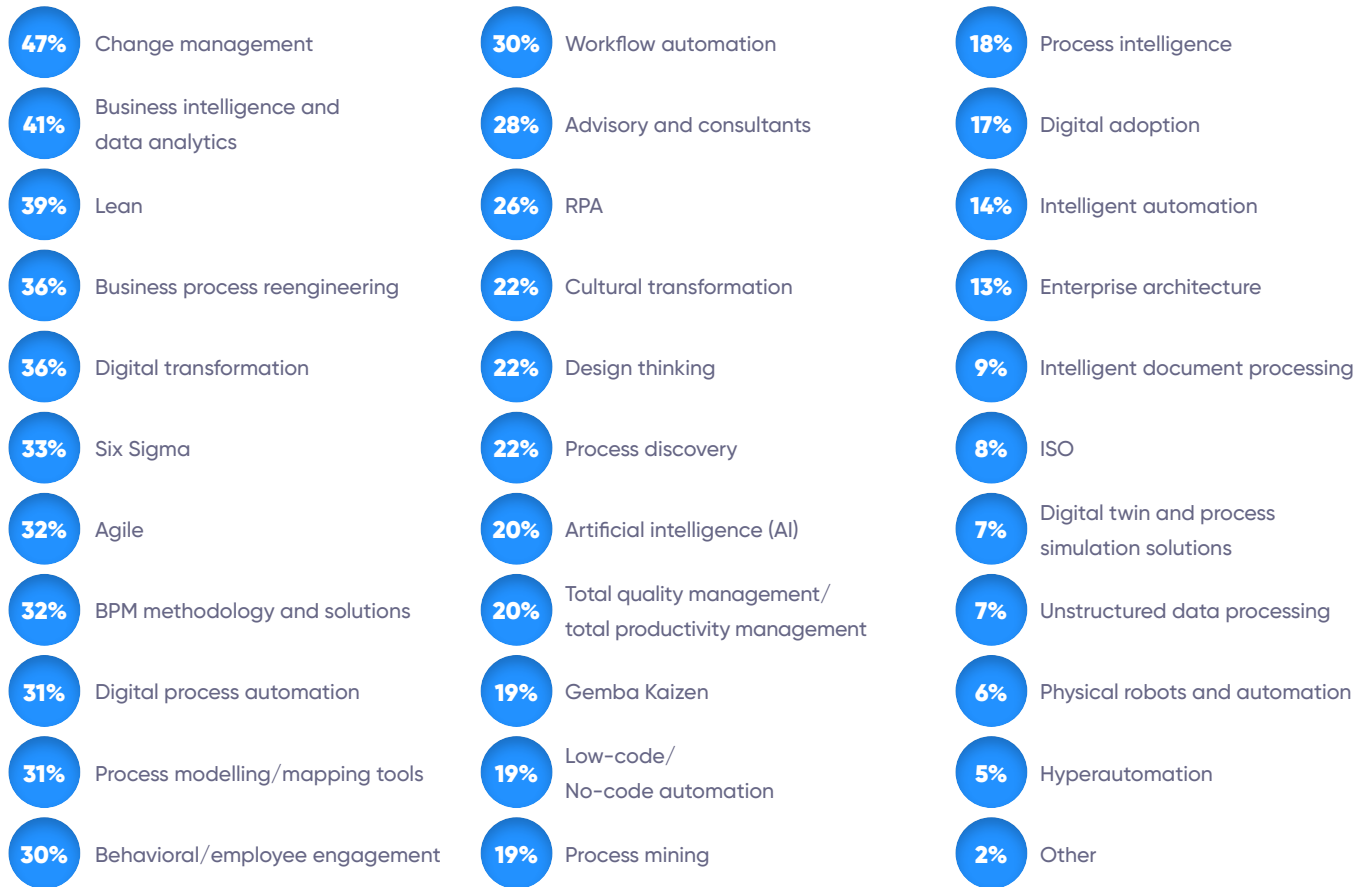 47% Change management
41% Business intelligence and
data analytics
39% Lean
36% Business process reengineering
36% Digital transformation
33% Six Sigma
32% Agile
32% BPM methodology and solutions
31% Digital process automation
31% Process modelling/mapping tools
30% Behavioral/employee engagement
30% Workflow automation
28% Advisory and consultants
26% RPA
22% Cultural transformation
22% Design thinking
22% Process discovery
20% Artificial intelligence (AI)
20% Total quality management/
total productivity management
19% Gemba Kaizen
19% Low-code/
No-code automation
19% Process mining
18% Process intelligence
17% Digital adoption
14% Intelligent automation
13% Enterprise architecture
9% Intelligent document processing
8% ISO
7% Digital twin and process
simulation solutions
7% Unstructured data processing
6% Physical robots and automation
5% Hyperautomation
2% Other